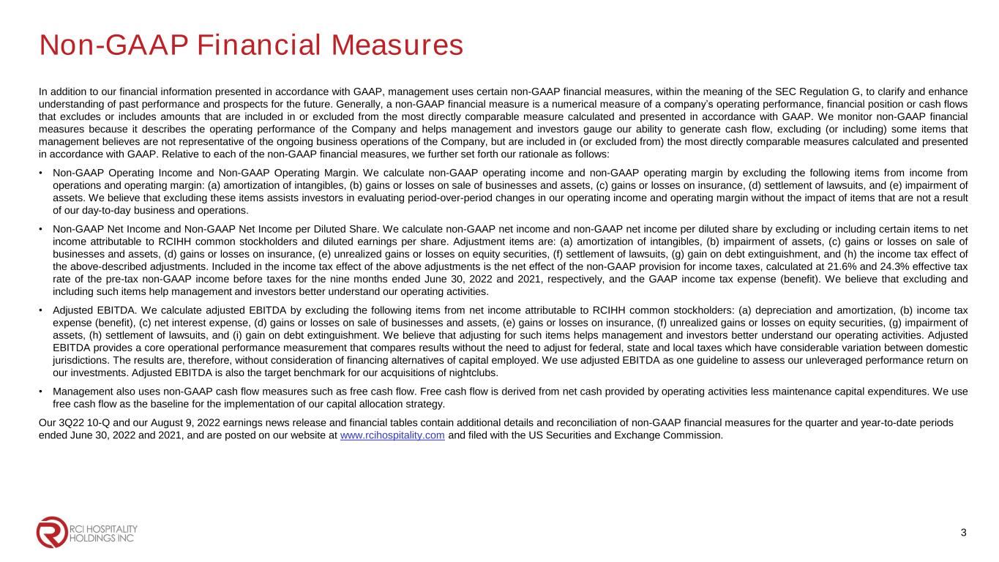 Non-GAAP Financial Measures
In addition to our financial information presented in accordance with GAAP, management uses certain non-GAAP financial measures, within the meaning of the SEC Regulation G, to clarify and enhance
understanding of past performance and prospects for the future. Generally, a non-GAAP financial measure is a numerical measure of a company's operating performance, financial position or cash flows
that excludes or includes amounts that are included in or excluded from the most directly comparable measure calculated and presented in accordance with GAAP. We monitor non-GAAP financial
measures because it describes the operating performance of the Company and helps management and investors gauge our ability to generate cash flow, excluding (or including) some items that
management believes are not representative of the ongoing business operations of the Company, but are included in (or excluded from) the most directly comparable measures calculated and presented
in accordance with GAAP. Relative to each of the non-GAAP financial measures, we further set forth our rationale as follows:
• Non-GAAP Operating Income and Non-GAAP Operating Margin. We calculate non-GAAP operating income and non-GAAP operating margin by excluding the following items from income from
operations and operating margin: (a) amortization of intangibles, (b) gains or losses on sale of businesses and assets, (c) gains or losses on insurance, (d) settlement of lawsuits, and (e) impairment of
assets. We believe that excluding these items assists investors in evaluating period-over-period changes in our operating income and operating margin without the impact of items that are not a result
of our day-to-day business and operations.
• Non-GAAP Net Income and Non-GAAP Net Income per Diluted Share. We calculate non-GAAP net income and non-GAAP net income per diluted share by excluding or including certain items to net
income attributable to RCIHH common stockholders and diluted earnings per share. Adjustment items are: (a) amortization of intangibles, (b) impairment of assets, (c) gains or losses on sale of
businesses and assets, (d) gains or losses on insurance, (e) unrealized gains or losses on equity securities, (f) settlement of lawsuits, (g) gain on debt extinguishment, and (h) the income tax effect of
the above-described adjustments. Included in the income tax effect of the above adjustments is the net effect of the non-GAAP provision for income taxes, calculated at 21.6% and 24.3% effective tax
rate of the pre-tax non-GAAP income before taxes for the nine months ended June 30, 2022 and 2021, respectively, and the GAAP income tax expense (benefit). We believe that excluding and
including such items help management and investors better understand our operating activities.
• Adjusted EBITDA. We calculate adjusted EBITDA by excluding the following items from net income attributable to RCIHH common stockholders: (a) depreciation and amortization, (b) income tax
expense (benefit), (c) net interest expense, (d) gains or losses on sale of businesses and assets, (e) gains or losses on insurance, (f) unrealized gains or losses on equity securities, (g) impairment of
assets, (h) settlement of lawsuits, and (i) gain on debt extinguishment. We believe that adjusting for such items helps management and investors better understand our operating activities. Adjusted
EBITDA provides a core operational performance measurement that compares results without the need to adjust for federal, state and local taxes which have considerable variation between domestic
jurisdictions. The results are, therefore, without consideration of financing alternatives of capital employed. We use adjusted EBITDA as one guideline to assess our unleveraged performance return on
our investments. Adjusted EBITDA is also the target benchmark for our acquisitions of nightclubs.
• Management also uses non-GAAP cash flow measures such as free cash flow. Free cash flow is derived from net cash provided by operating activities less maintenance capital expenditures. We use
free cash flow as the baseline for the implementation of our capital allocation strategy.
Our 3Q22 10-Q and our August 9, 2022 earnings news release and financial tables contain additional details and reconciliation of non-GAAP financial measures for the quarter and year-to-date periods
ended June 30, 2022 and 2021, and are posted on our website at www.rcihospitality.com and filed with the US Securities and Exchange Commission.
RCI HOSPITALITY
HOLDINGS INC
3